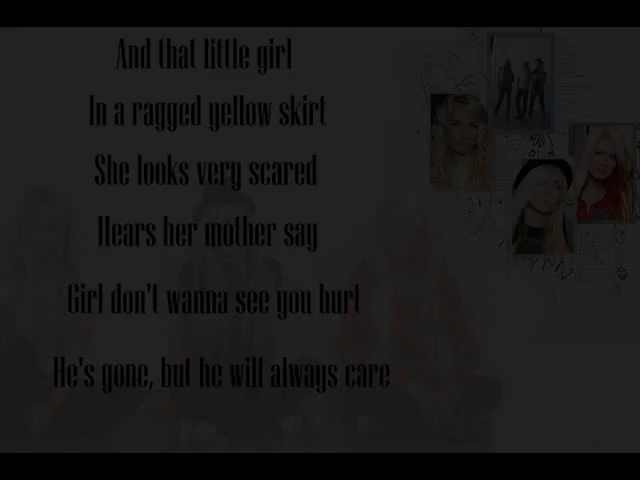 And that little girl
In a ragged yellow skirt
She looks very scared
Hears her mother say
Girl don't wanna see you hurt
He's gone, but he will always care